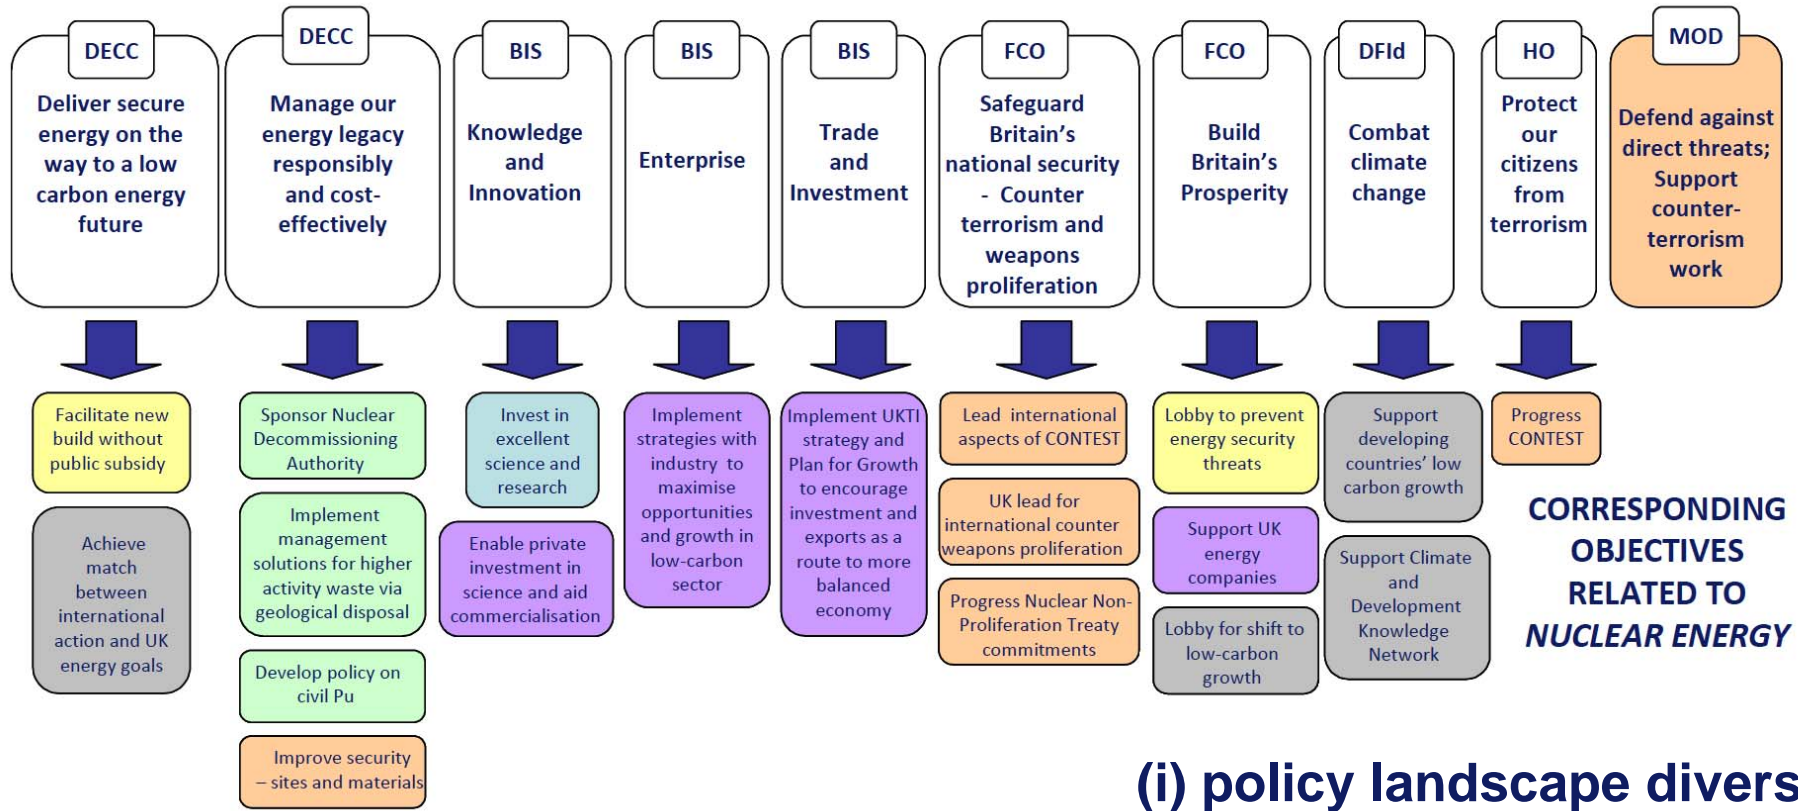 DECC
Deliver secure
energy on the
way to a low
carbon energy
future
DECC
Manage our
energy legacy
responsibly
and cost-
effectively
BIS
Knowledge
and
Innovation
BIS
Enterprise
BIS
Trade
and
Investment
FCO
Safeguard
Britain's
national security
- Counter
terrorism and
weapons
proliferation
FCO
Build
Britain's
Prosperity
DFId
Combat
climate
change
HO
Protect
our
citizens
from
terrorism
MOD
Defend against
direct threats;
Support
counter-
terrorism
work
Facilitate new
build without
public subsidy
Achieve
match
between
international
action and UK
energy goals
Sponsor Nuclear
Decommissioning
Authority
Implement
management
solutions for higher
activity waste via
geological disposal
Develop policy on
civil Pu
Improve security
– sites and materials
Invest in
excellent
science and
research
Enable private
investment in
science and aid
commercialisation
Implement
strategies with
industry to
maximise
opportunities
and growth in
low-carbon
sector
Implement UKTI
strategy and
Plan for Growth
to encourage
investment and
exports as a
route to more
balanced
economy
Lead international
aspects of CONTEST
UK lead for
international counter
weapons proliferation
Progress Nuclear Non-
Proliferation Treaty
commitments
Lobby to prevent
energy security
threats
Support UK
energy
companies
Lobby for shift to
low-carbon
growth
Support
developing
countries' low
carbon growth
Support Climate
and
Development
Knowledge
Network
Progress
CONTEST
CORRESPONDING
OBJECTIVES
RELATED TO
NUCLEAR ENERGY
(i) policy landscape divers